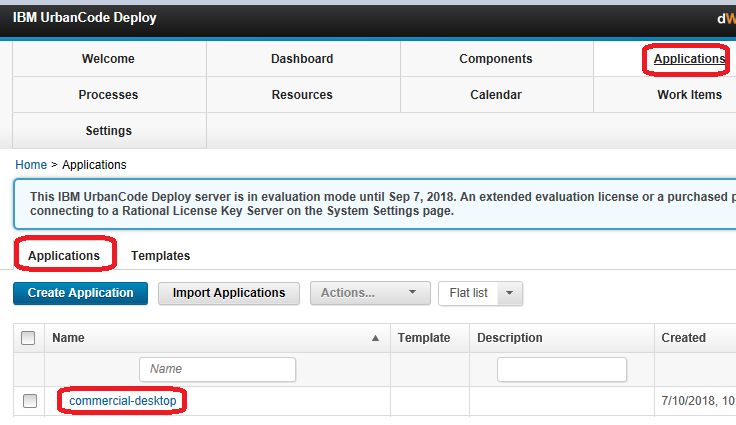 IBM UrbanCode Deploy
Welcome Dashboard Components Applications
Processes Resources Calendar Work Items
Settings
Home > Applications
This IBM UrbanCode Deploy server is in evaluation mode until Sep 7, 2018. An extended evaluation license or a purchased
connecting to a Rational License Key Server on the System Settings page.
Applications Templates
Create Application Import Applications Actions... Flat list
Name Template Description Created
Name
commercial-desktop 7/10/2018, 10